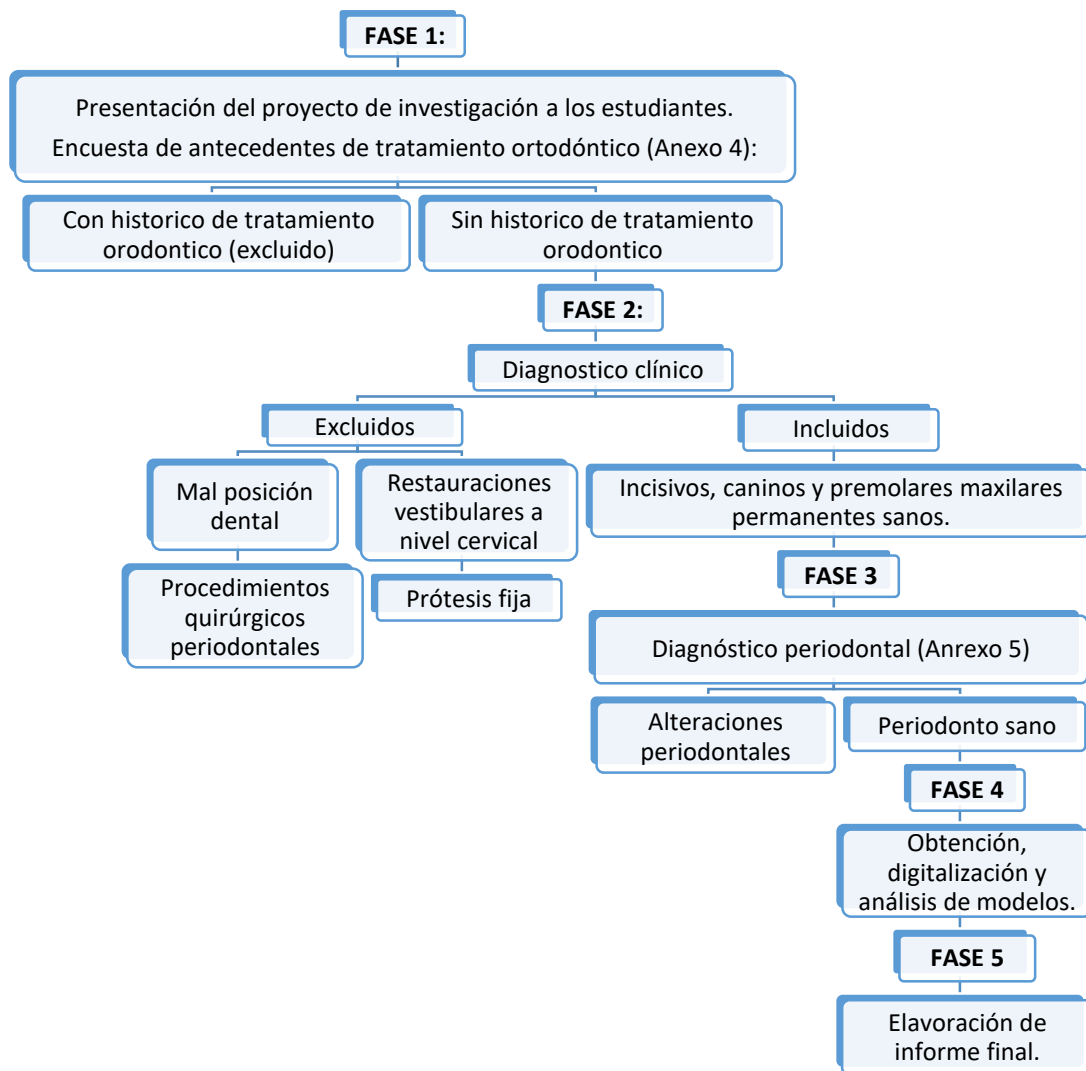 FASE 1:
Presentación del proyecto de investigación a los estudiantes.
Encuesta de antecedentes de tratamiento ortodóntico (Anexo 4):
Con historico de tratamiento
orodontico (excluido)
Sin historico de tratamiento
orodontico
FASE 2:
Diagnostico clínico
Excluidos
Incluidos
Mal posición
dental
Restauraciones
vestibulares a
nivel cervical
Incisivos, caninos y premolares maxilares
permanentes sanos.
Procedimientos
quirúrgicos
periodontales
Prótesis fija
FASE 3
Diagnóstico periodontal (Anrexo 5)
Alteraciones
periodontales
Periodonto sano
FASE 4
Obtención,
digitalización y
análisis de modelos.
FASE 5
Elavoración de
informe final.